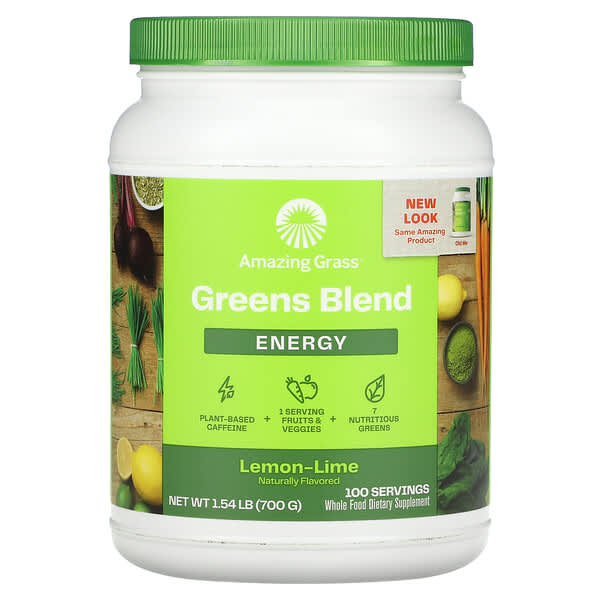 NEW
LOOK
Same Amazing
Product
Amazing Grass
Greens Blend
ENERGY
PLANT-BASED
CAFFEINE
+
1 SERVING
FRUITS &
VEGGIES
+
7
NUTRITIOUS
GREENS
Lemon-Lime
Naturally Flavored
NET WT 1.54 LB (700 G)
100 SERVINGS
Whole Food Dietary Supplement